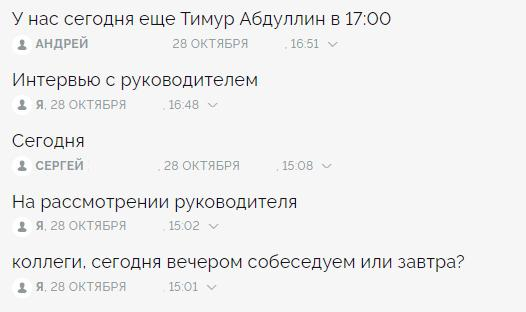 У нас сегодня еще Тимур Абдуллин в 17:00
АНДРЕЙ 28 ОКТЯБРЯ , 16:51
Интервью с руководителем
Я, 28 ОКТЯБРЯ , 16:48
Сегодня
СЕРГЕЙ , 28 ОКТЯБРЯ , 15:08
На рассмотрении руководителя
Я, 28 ОКТЯБРЯ , 15:02
коллеги, сегодня вечером собеседуем или завтра?
Я, 28 ОКТЯБРЯ , 15:01